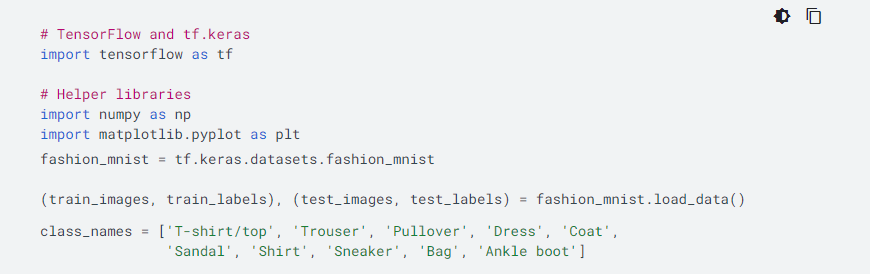 # TensorFlow and tf.keras
import tensorflow as tf
# Helper libraries
import numpy as np
import matplotlib.pyplot as plt
fashion_mnist = tf.keras.datasets.fashion_mnist
(train_images, train_labels), (test_images, test_labels) = fashion_mnist.load_data()
class_names = ['T-shirt/top', 'Trouser', 'Pullover', 'Dress', 'Coat',
'Sandal', 'Shirt', 'Sneaker', 'Bag', 'Ankle boot']